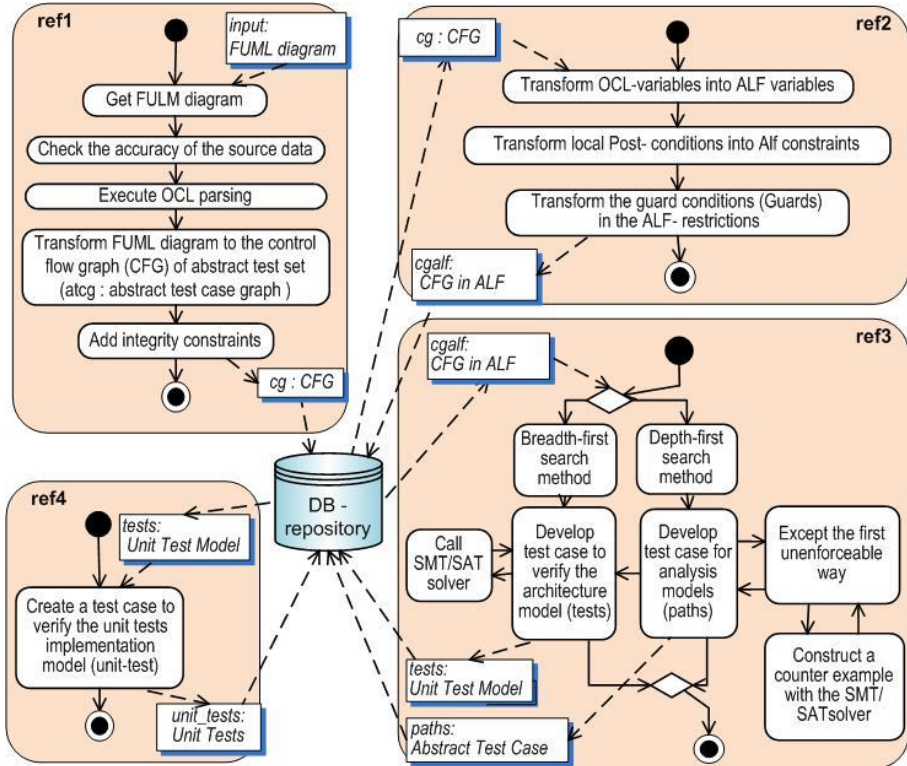 ref1
input:
FUML diagram
Get FULM diagram
Check the accuracy of the source data
Execute OCL parsing
Transform FUML diagram to the control
flow graph (CFG) of abstract test set
(atcg : abstract test case graph )
Add integrity constraints
cg : CFG
ref2
cg : CFG
Transform OCL-variables into ALF variables
Transform local Post- conditions into Alf constraints
Transform the guard conditions (Guards)
in the ALF- restrictions
cgalf:
CFG in ALF
ref3
cgalf:
CFG in ALF
Breadth-first
search
method
Depth-first
search
method
Call
SMT/SAT
solver
Develop
test case to
verify the
architecture
model (tests)
Develop
test case for
analysis
models
(paths)
Except the first
unenforceable
way
Construct a
counter example
with the SMT/
SATsolver
tests:
Unit Test Model
paths:
Abstract Test Case
DB -
repository
ref4
tests:
Unit Test Model
Create a test case to
verify the unit tests
implementation
model (unit-test)
unit_tests:
Unit Tests